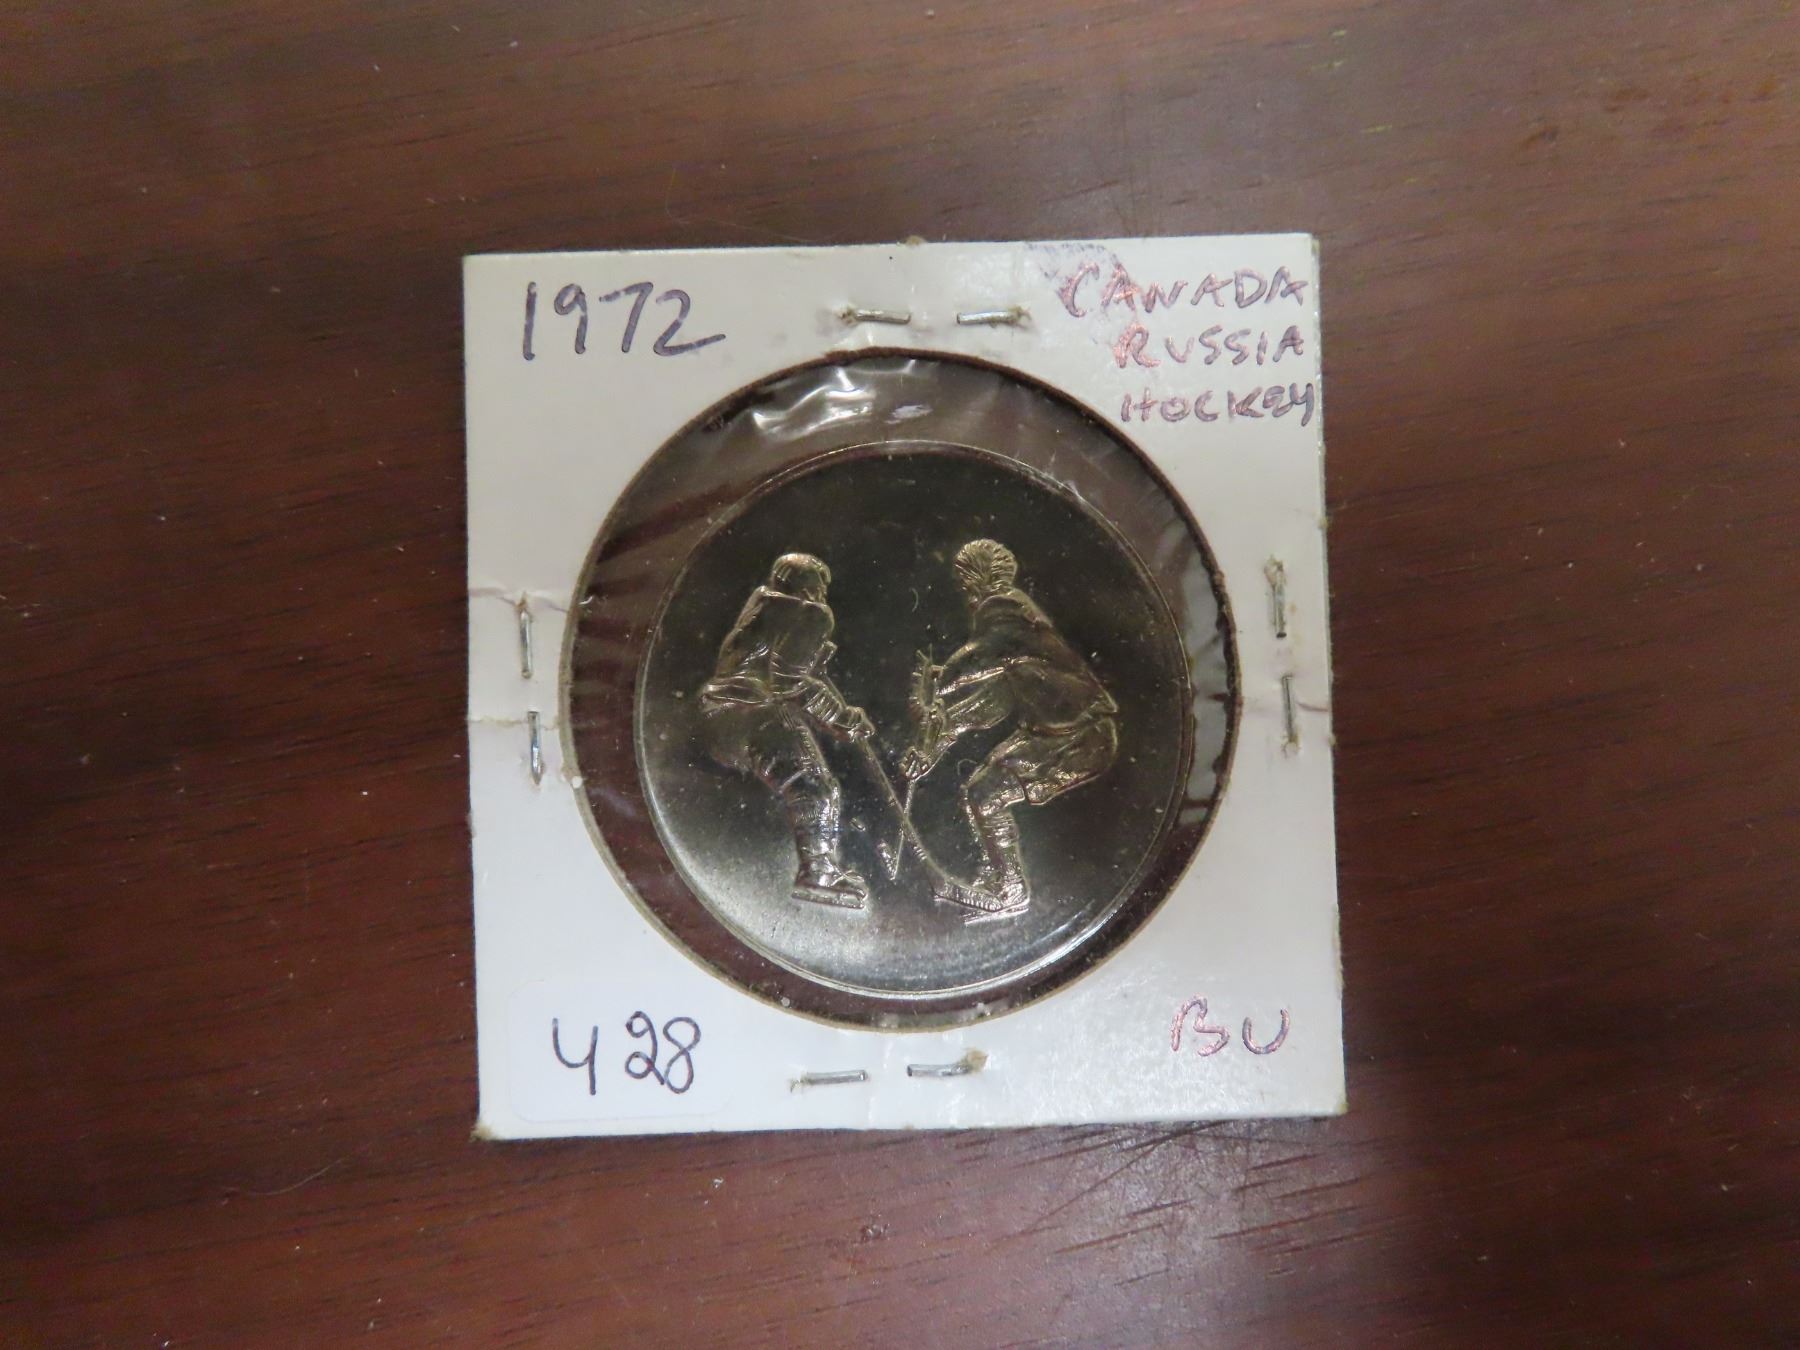 1972
CANADA
RUSSIA
HOCKEY
428
BU